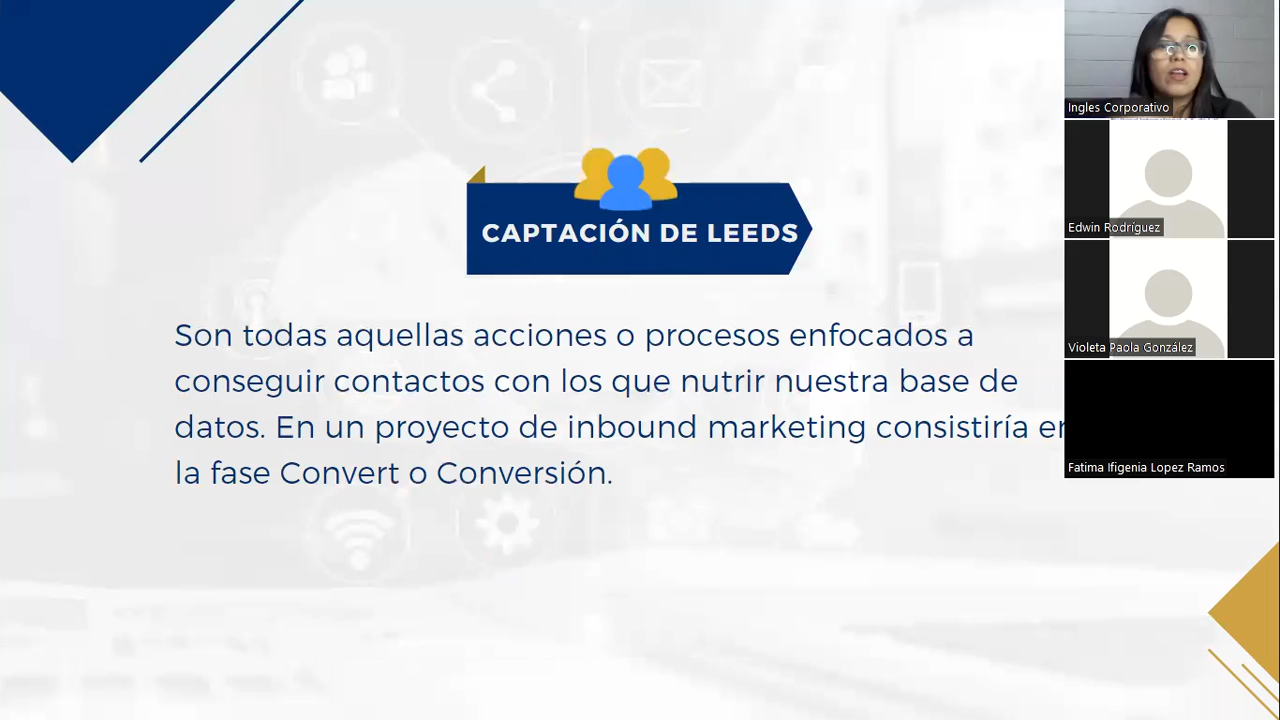 CAPTACIÓN DE LEEDS
Son todas aquellas acciones o procesos enfocados a
conseguir contactos con los que nutrir nuestra base de
datos. En un proyecto de inbound marketing consistiría en
la fase Convert o Conversión.
Ingles Corporativo
Edwin Rodríguez
Violeta Paola González
Fatima Ifigenia Lopez Ramos